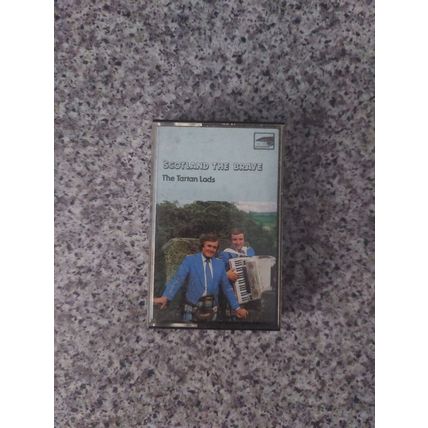 SCOTLAND THE BRAVE
The Tartan Lads